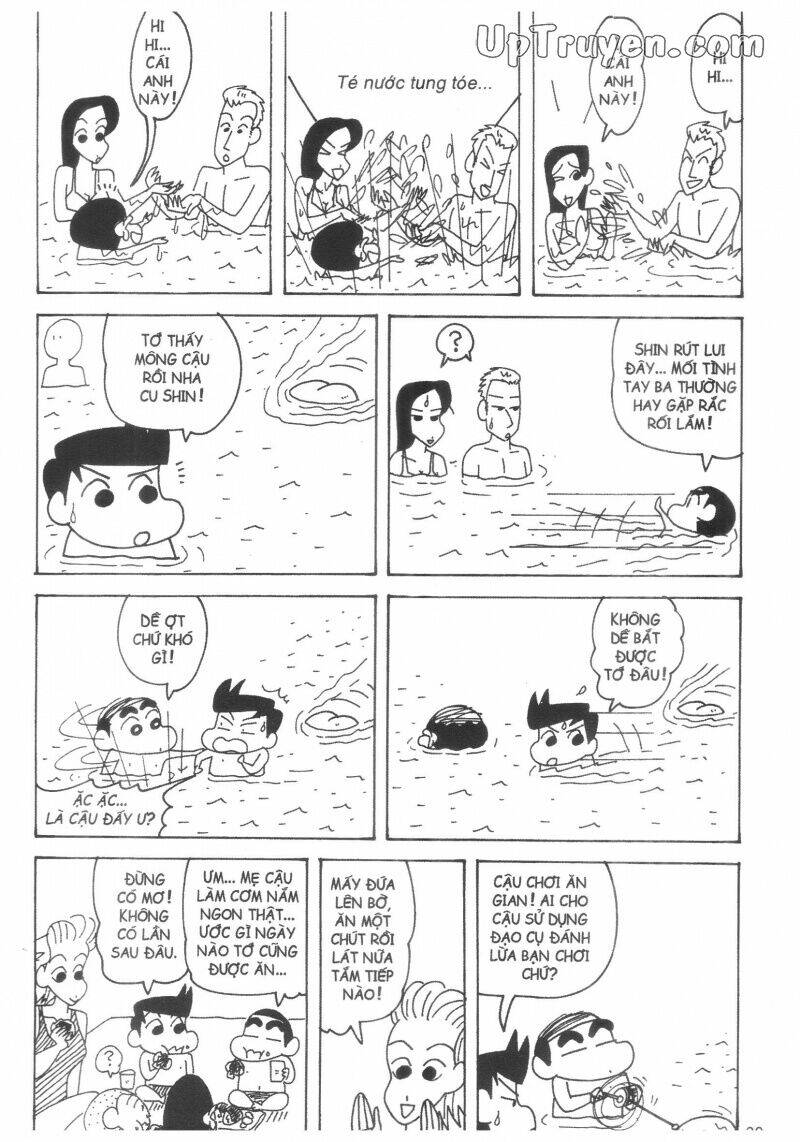 UpTruyen.com
HI
HI...
CÁI
ANH
NÀY!
Té nước tung tóe...
HI
HI...
CÁI
ANH
NÀY!
SHIN RÚT LUI
ĐÂY... MỐI TÌNH
TAY BA THƯỜNG
HAY GẶP RẮC
RỐI LẮM!
?
TỚ THẤY
MÔNG CẬU
RỒI NHA
CU SHIN!
KHÔNG
DỄ BẮT
ĐƯỢC
TỚ ĐÂU!
DỄ ỢT
CHỨ KHÓ
GÌ!
ẶC ẶC...
LÀ CẬU ĐẤY Ư?
CẬU CHƠI ĂN
GIAN! AI CHO
CẬU SỬ DỤNG
ĐẠO CỤ ĐÁNH
LỪA BẠN CHƠI
CHỨ?
MẤY ĐỨA
LÊN BỜ,
ĂN MỘT
CHÚT RỒI
LÁT NỮA
TẮM TIẾP
NÀO!
ƯM... MẸ CẬU
LÀM CƠM NẮM
NGON THẬT...
ƯỚC GÌ NGÀY
NÀO TỚ CŨNG
ĐƯỢC ĂN...
ĐỪNG
CÓ MƠ!
KHÔNG
CÓ LẦN
SAU ĐÂU.
?